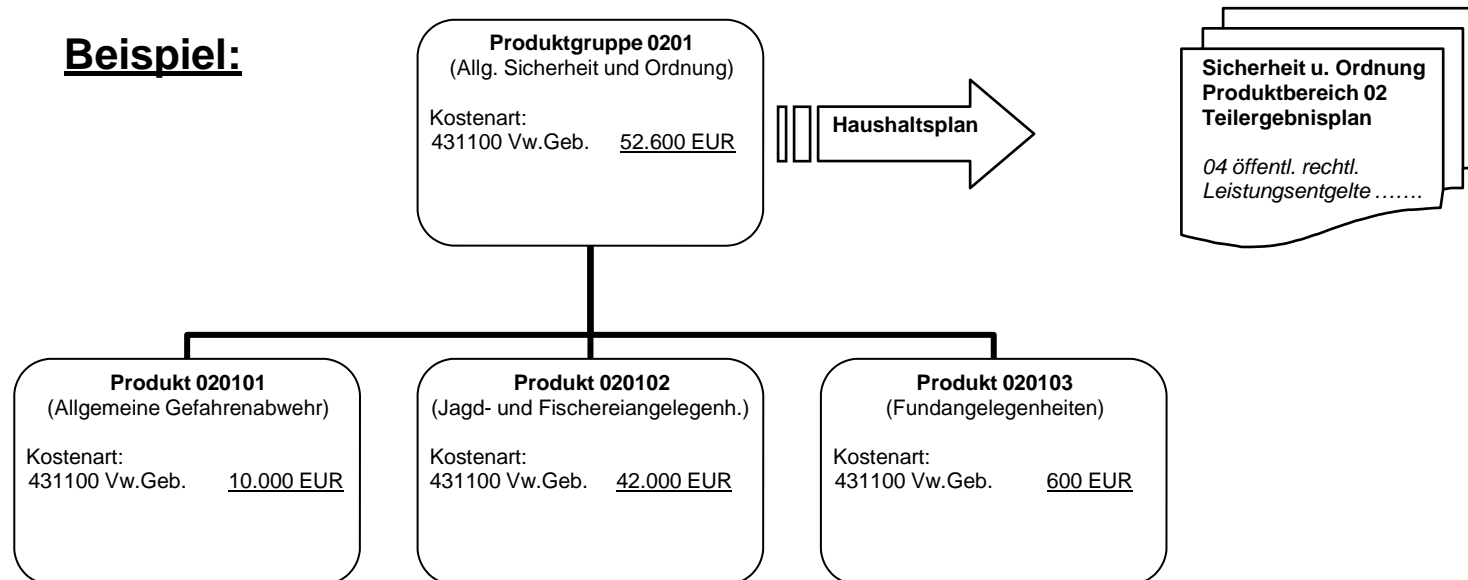 Beispiel:
Produktgruppe 0201
(Allg. Sicherheit und Ordnung)
Kostenart:
431100 Vw.Geb. 52.600 EUR
Haushaltsplan
Sicherheit u. Ordnung
Produktbereich 02
Teilergebnisplan
04 öffentl. rechtl.
Leistungsentgelte …….
Produkt 020101
(Allgemeine Gefahrenabwehr)
Kostenart:
431100 Vw.Geb. 10.000 EUR
Produkt 020102
(Jagd- und Fischereiangelegenh.)
Kostenart:
431100 Vw.Geb. 42.000 EUR
Produkt 020103
(Fundangelegenheiten)
Kostenart:
431100 Vw.Geb. 600 EUR